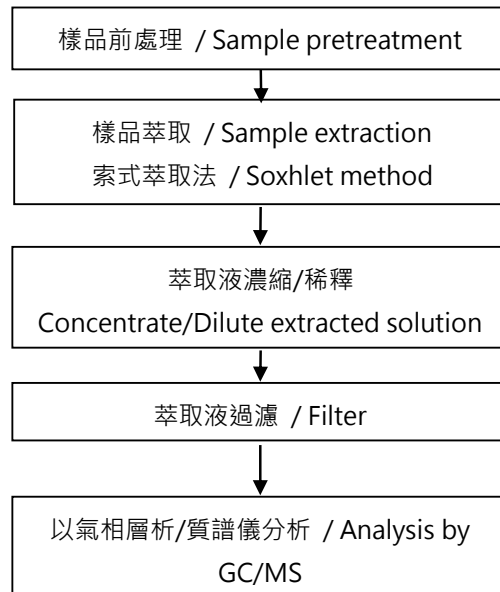 樣品前處理 / Sample pretreatment
樣品萃取 / Sample extraction
索式萃取法 / Soxhlet method
萃取液濃縮/稀釋
Concentrate/Dilute extracted solution
萃取液過濾 / Filter
以氣相層析/質譜儀分析 / Analysis by
GC/MS